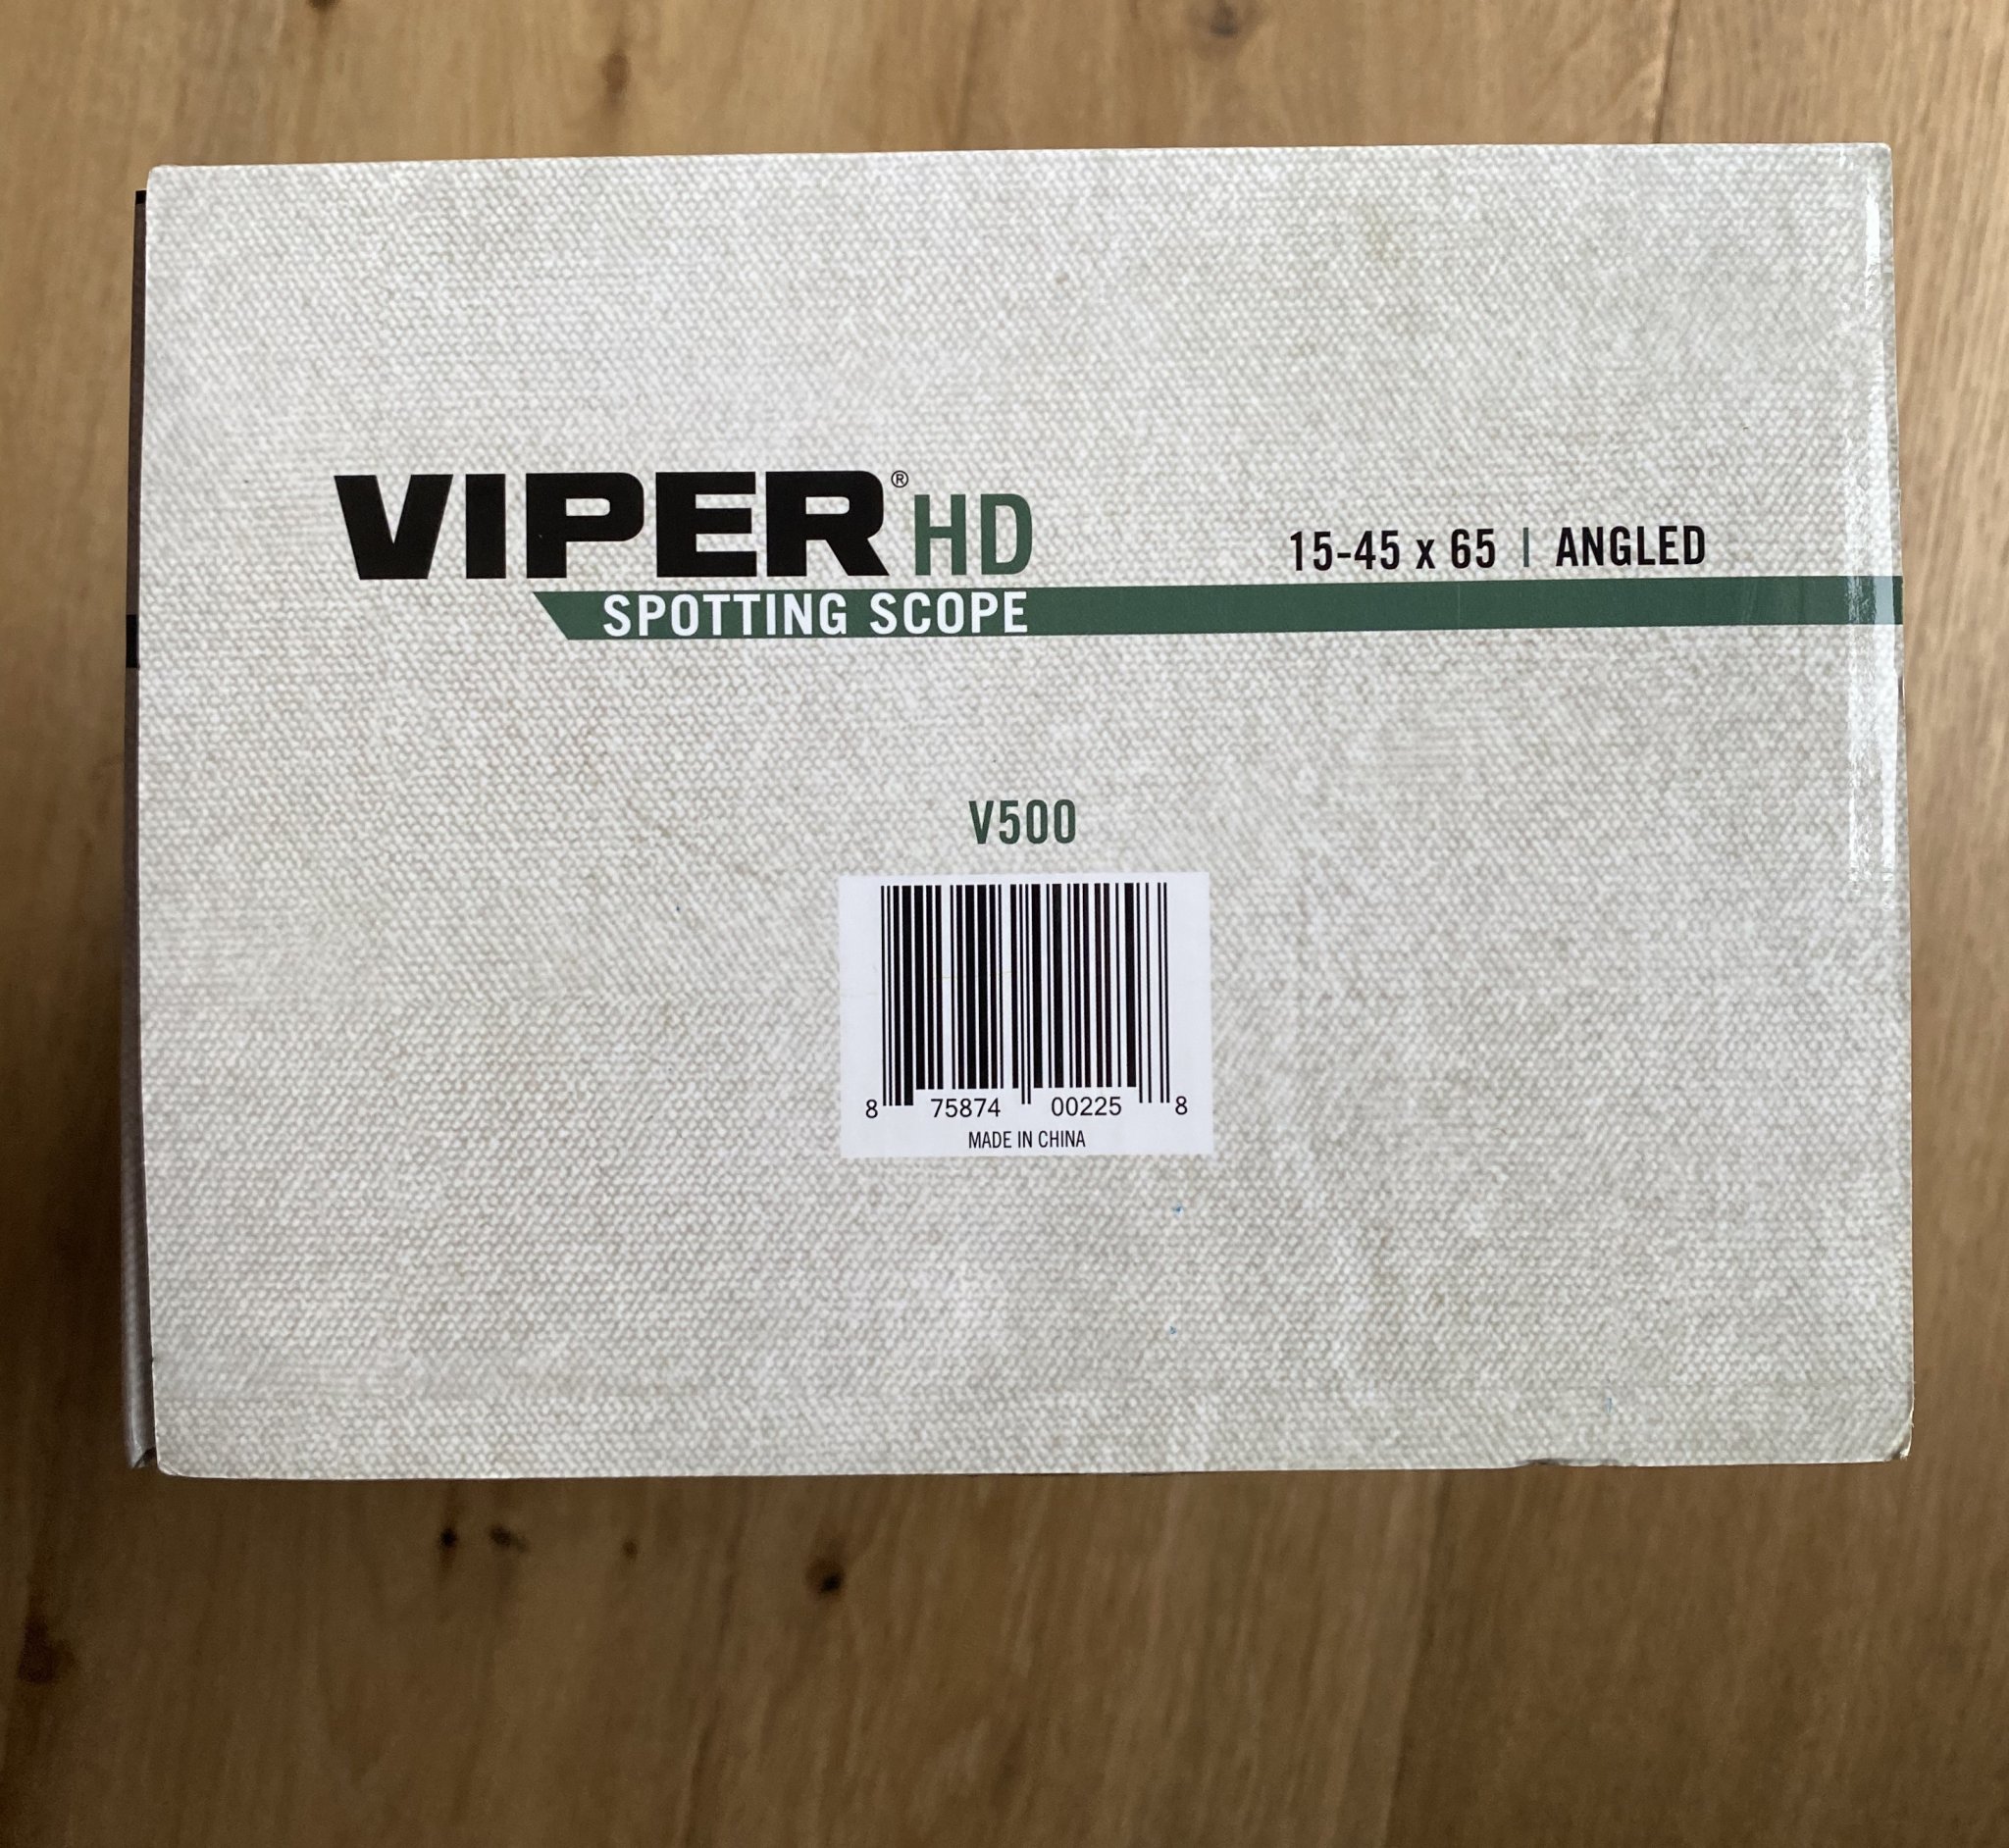 VIPER® HD
15-45 x 65 | ANGLED
SPOTTING SCOPE
V500
8 75874 00225 8
MADE IN CHINA